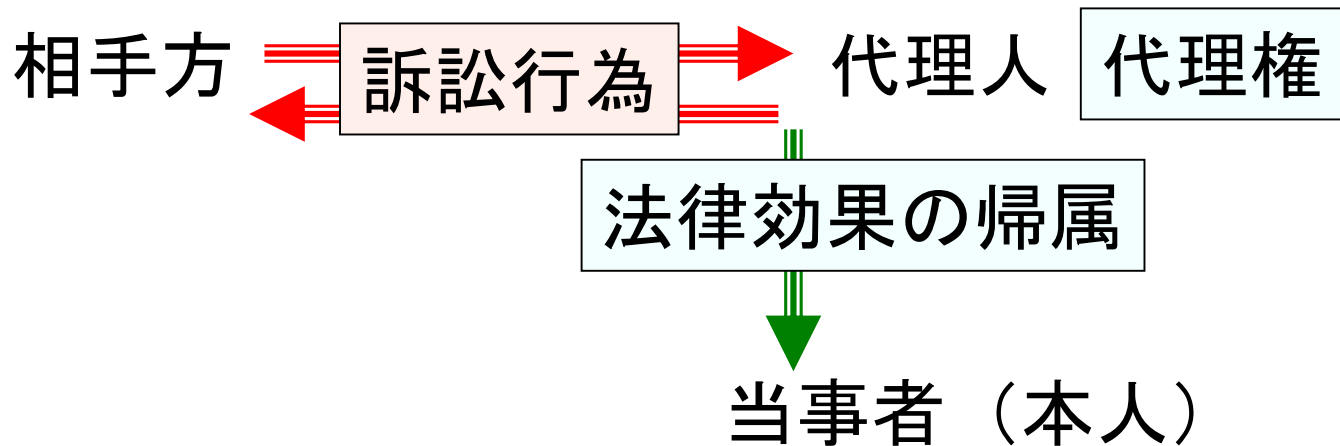 相手方 訴訟行為 代理人 代理権
法律効果の帰属
当事者（本人）